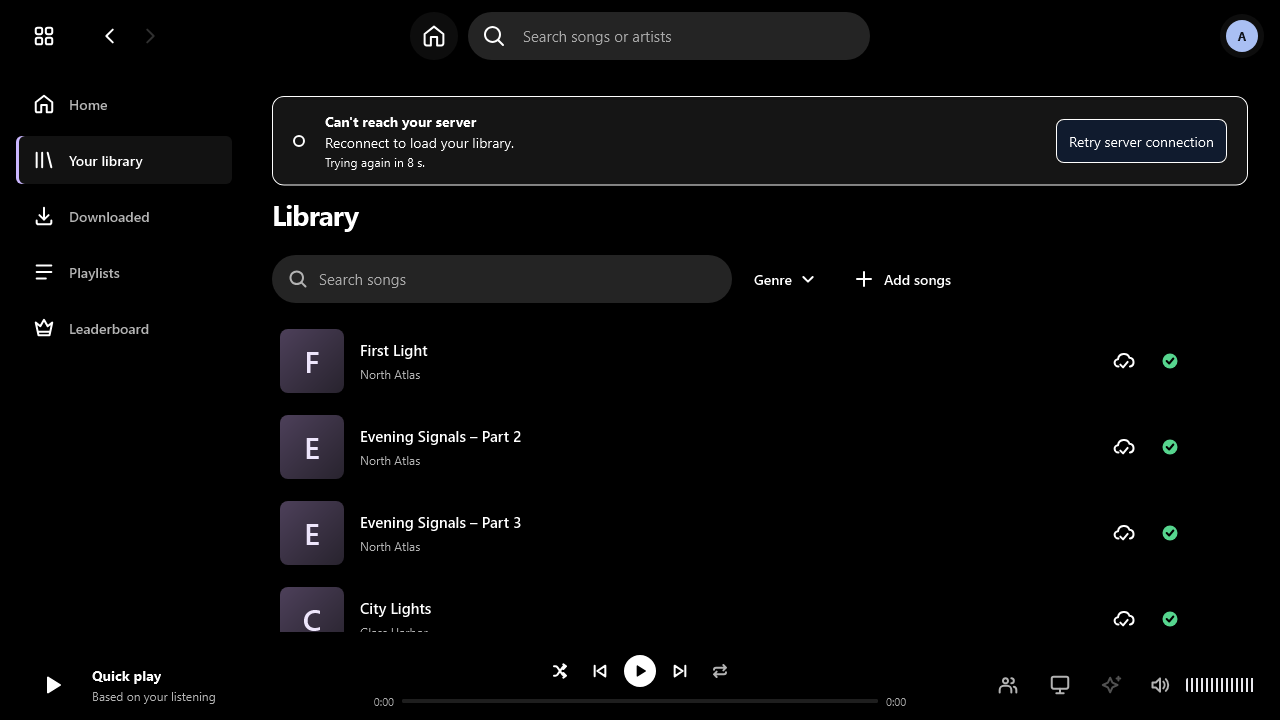 Search songs or artists
A
Home
Your library
Downloaded
Playlists
Leaderboard
Can't reach your server
Reconnect to load your library.
Trying again in 8 s.
Retry server connection
Library
Search songs
Genre
Add songs
F
First Light
North Atlas
E
Evening Signals – Part 2
North Atlas
E
Evening Signals – Part 3
North Atlas
C
City Lights
Glass Harbor
Quick play
Based on your listening
0:00
0:00